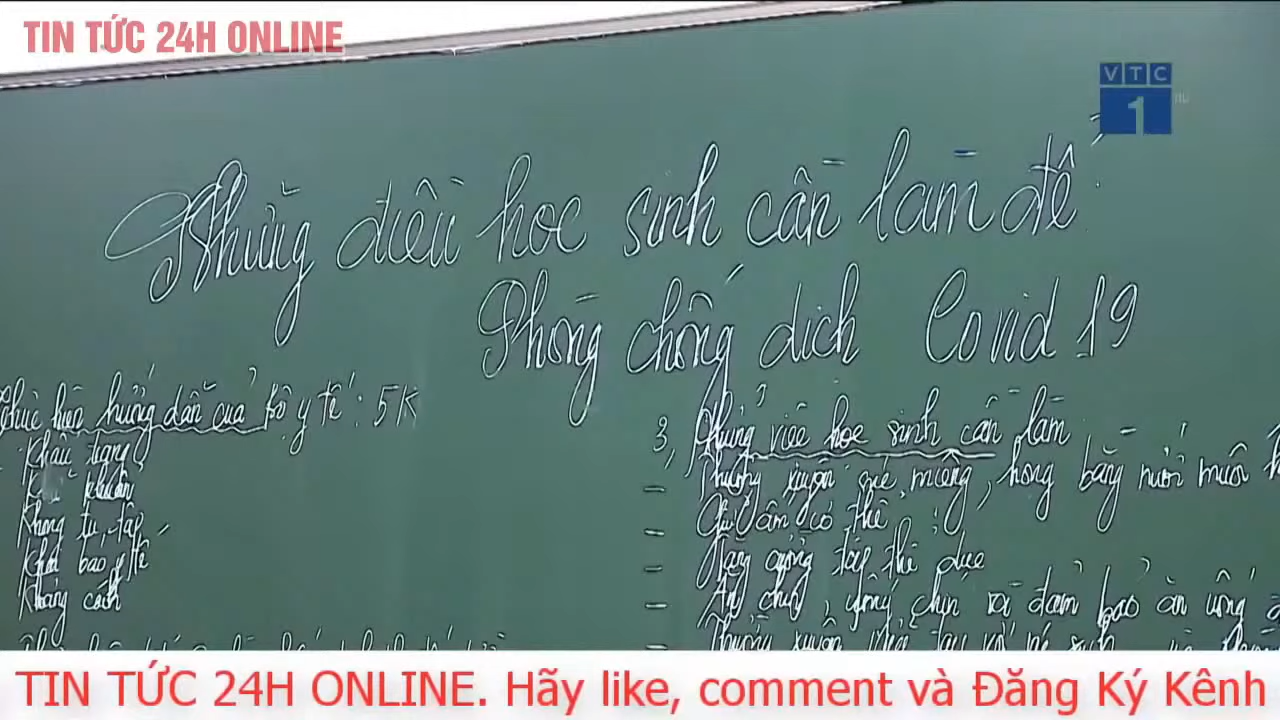 TIN TỨC 24H ONLINE
VTC
1
Những điều học sinh cần làm để
Phòng chống dịch Covid 19
Thực hiện hướng dẫn của Bộ y tế : 5K
Khẩu trang
Khử khuẩn
Không tụ tập
Khai báo y tế
Khoảng cách
3, Những việc học sinh cần làm
- Thường xuyên súc miệng, họng bằng nước muối
- Giữ ấm cơ thể
- Tăng cường tập thể dục
- Ăn chín, uống chín và đảm bảo ăn uống
TIN TỨC 24H ONLINE. Hãy like, comment và Đăng Ký Kênh